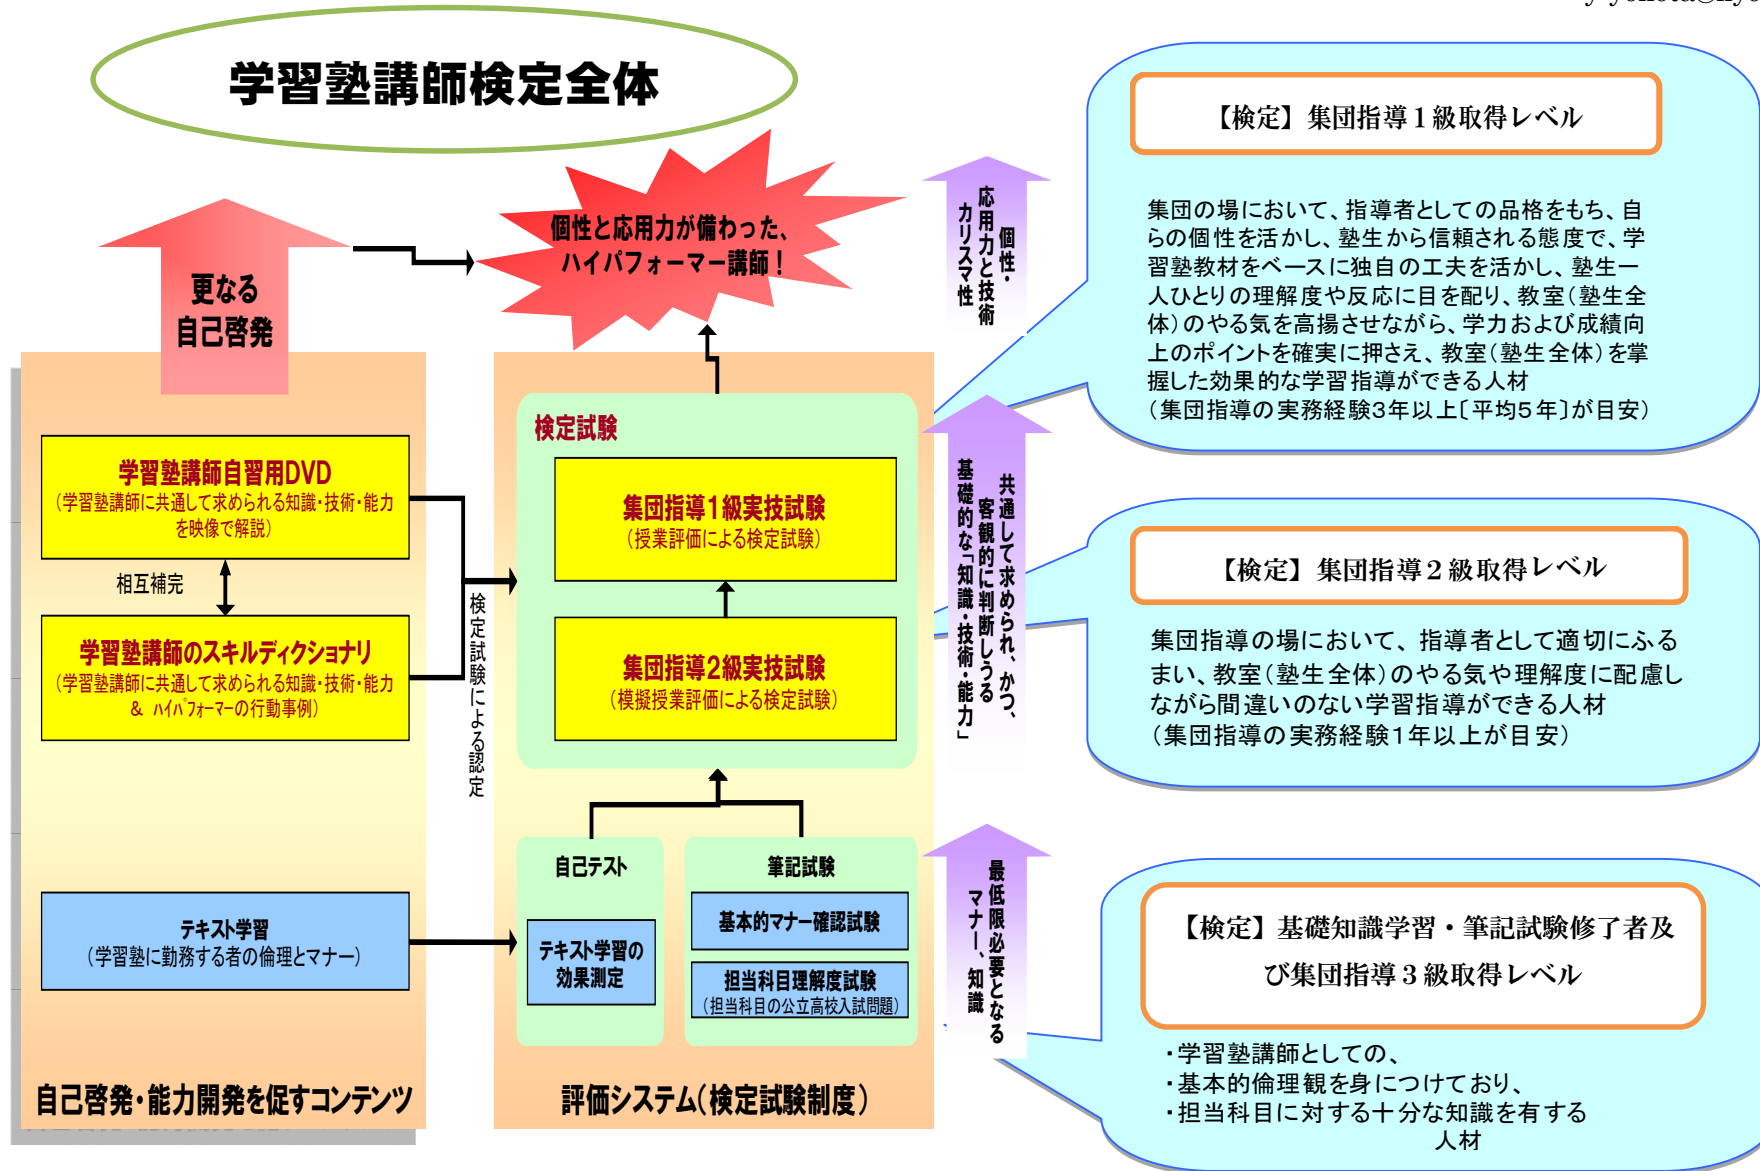 学習塾講師検定全体
更なる
自己啓発
個性と応用力が備わった、
ハイパフォーマー講師！
学習塾講師自習用DVD
（学習塾講師に共通して求められる知識・技術・能力
を映像で解説）
相互補完
学習塾講師のスキルディクショナリ
（学習塾講師に共通して求められる知識・技術・能力
＆ ﾊｲﾊﾟﾌｫｰﾏｰの行動事例）
テキスト学習
（学習塾に勤務する者の倫理とマナー）
自己啓発・能力開発を促すコンテンツ
検定試験による認定
検定試験
集団指導1級実技試験
（授業評価による検定試験）
集団指導2級実技試験
（模擬授業評価による検定試験）
自己テスト
テキスト学習の
効果測定
筆記試験
基本的マナー確認試験
担当科目理解度試験
（担当科目の公立高校入試問題）
評価システム（検定試験制度）
個性・
応用力と技術
カリスマ性
共通して求められ、かつ、
客観的に判断しうる
基礎的な「知識・技術・能力」
最低限必要となる
マナー、知識
【検定】集団指導１級取得レベル
集団の場において、指導者としての品格をもち、自
らの個性を活かし、塾生から信頼される態度で、学
習塾教材をベースに独自の工夫を活かし、塾生一
人ひとりの理解度や反応に目を配り、教室（塾生全
体）のやる気を高揚させながら、学力および成績向
上のポイントを確実に押さえ、教室（塾生全体）を掌
握した効果的な学習指導ができる人材
（集団指導の実務経験3年以上〔平均5年〕が目安）
【検定】集団指導２級取得レベル
集団指導の場において、指導者として適切にふる
まい、教室（塾生全体）のやる気や理解度に配慮し
ながら間違いのない学習指導ができる人材
（集団指導の実務経験1年以上が目安）
【検定】基礎知識学習・筆記試験修了者及
び集団指導３級取得レベル
・学習塾講師としての、
・基本的倫理観を身につけており、
・担当科目に対する十分な知識を有する
人材